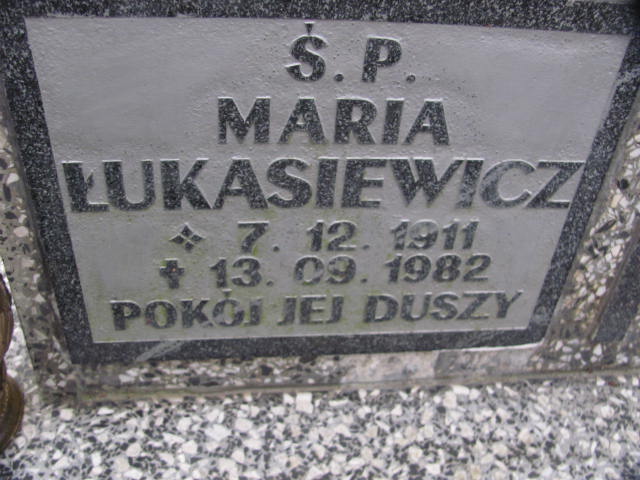 Ś. P.
MARIA
ŁUKASIEWICZ
7. 12. 1911
✝ 13. 09. 1982
POKÓJ JEJ DUSZY